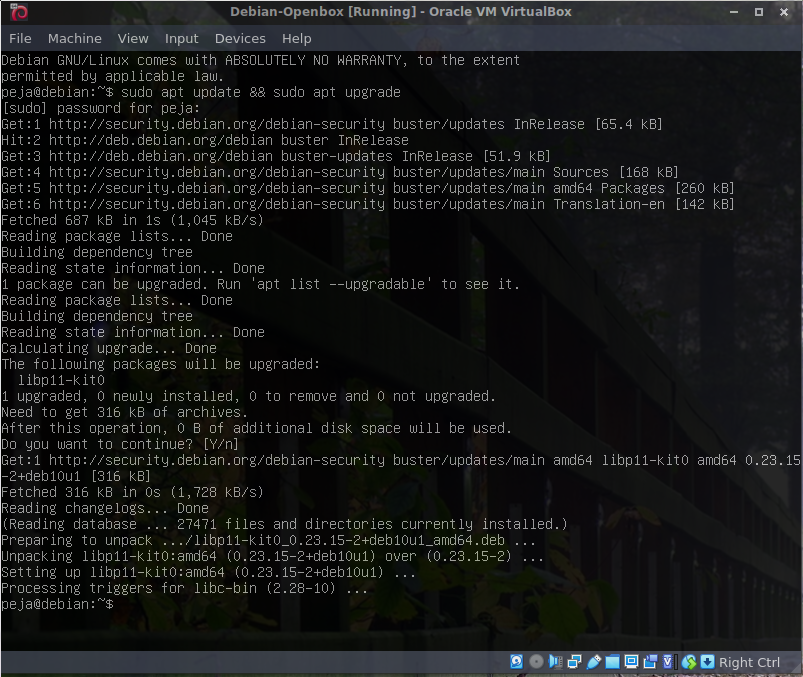 Debian-Openbox [Running] - Oracle VM VirtualBox
File Machine View Input Devices Help
Debian GNU/Linux comes with ABSOLUTELY NO WARRANTY, to the extent
permitted by applicable law.
peja@debian:~$ sudo apt update && sudo apt upgrade
[sudo] password for peja:
Get:1 http://security.debian.org/debian-security buster/updates InRelease [65.4 kB]
Hit:2 http://deb.debian.org/debian buster InRelease
Get:3 http://deb.debian.org/debian buster-updates InRelease [51.9 kB]
Get:4 http://security.debian.org/debian-security buster/updates/main Sources [168 kB]
Get:5 http://security.debian.org/debian-security buster/updates/main amd64 Packages [260 kB]
Get:6 http://security.debian.org/debian-security buster/updates/main Translation-en [142 kB]
Fetched 687 kB in 1s (1,045 kB/s)
Reading package lists... Done
Building dependency tree
Reading state information... Done
1 package can be upgraded. Run 'apt list --upgradable' to see it.
Reading package lists... Done
Building dependency tree
Reading state information... Done
Calculating upgrade... Done
The following packages will be upgraded:
  libp11-kit0
1 upgraded, 0 newly installed, 0 to remove and 0 not upgraded.
Need to get 316 kB of archives.
After this operation, 0 B of additional disk space will be used.
Do you want to continue? [Y/n]
Get:1 http://security.debian.org/debian-security buster/updates/main amd64 libp11-kit0 amd64 0.23.15
-2+deb10u1 [316 kB]
Fetched 316 kB in 0s (1,728 kB/s)
Reading changelogs... Done
(Reading database ... 27471 files and directories currently installed.)
Preparing to unpack .../libp11-kit0_0.23.15-2+deb10u1_amd64.deb ...
Unpacking libp11-kit0:amd64 (0.23.15-2+deb10u1) over (0.23.15-2) ...
Setting up libp11-kit0:amd64 (0.23.15-2+deb10u1) ...
Processing triggers for libc-bin (2.28-10) ...
peja@debian:~$
Right Ctrl